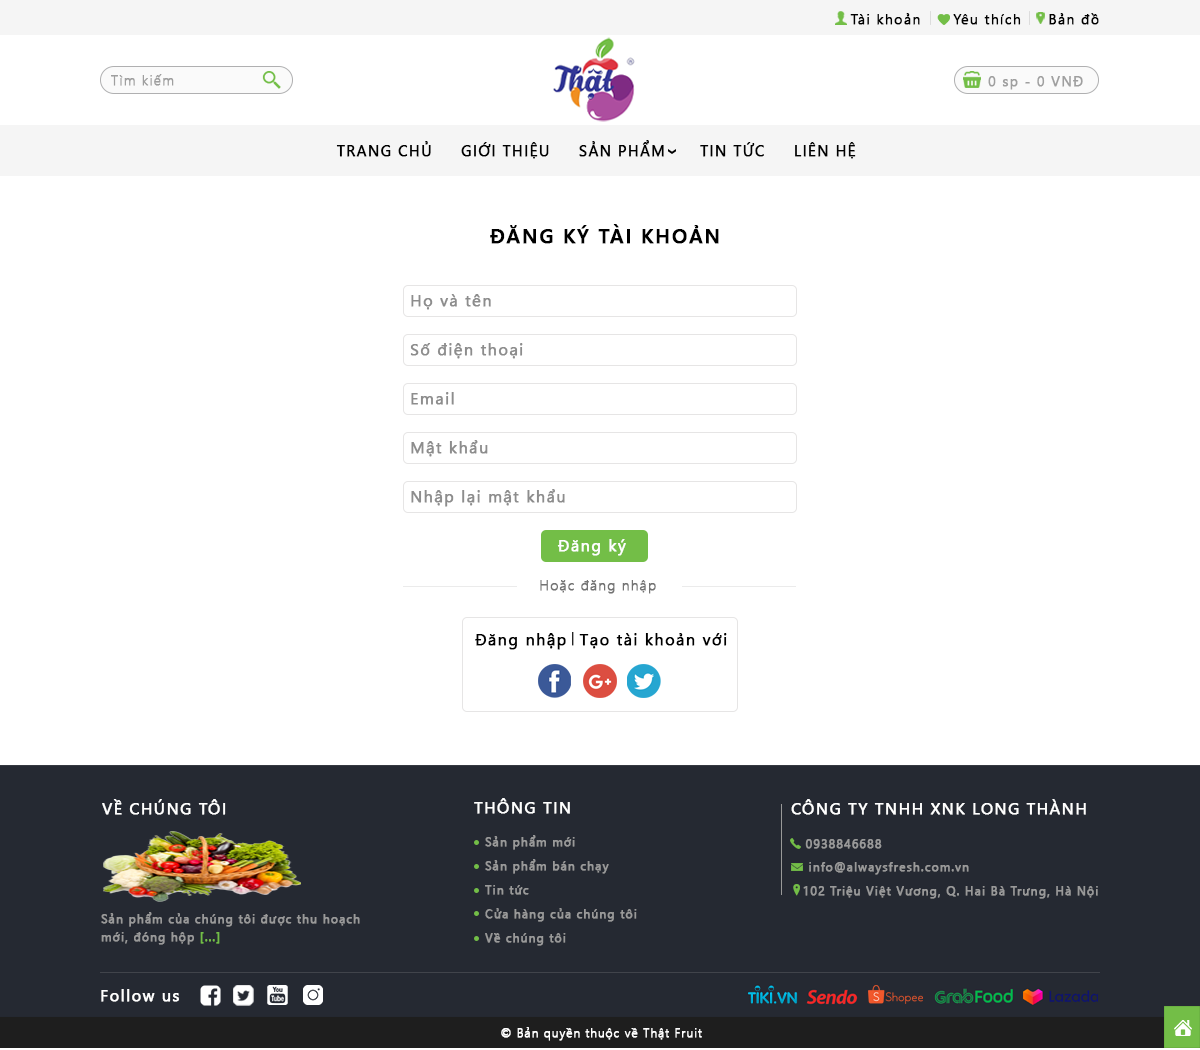 Tài khoản
Yêu thích
Bản đồ
Tìm kiếm
Thật
®
0 sp - 0 VNĐ
TRANG CHỦ
GIỚI THIỆU
SẢN PHẨM
TIN TỨC
LIÊN HỆ
ĐĂNG KÝ TÀI KHOẢN
Họ và tên
Số điện thoại
Email
Mật khẩu
Nhập lại mật khẩu
Đăng ký
Hoặc đăng nhập
Đăng nhập | Tạo tài khoản với
f G+
VỀ CHÚNG TÔI
Sản phẩm của chúng tôi được thu hoạch
mới, đóng hộp [...]
THÔNG TIN
Sản phẩm mới
Sản phẩm bán chạy
Tin tức
Cửa hàng của chúng tôi
Về chúng tôi
CÔNG TY TNHH XNK LONG THÀNH
0938846688
info@alwaysfresh.com.vn
102 Triệu Việt Vương, Q. Hai Bà Trưng, Hà Nội
Follow us
You
Tube
TIKI.VN
Sendo
S Shopee
GrabFood
Lazada
© Bản quyền thuộc về Thật Fruit